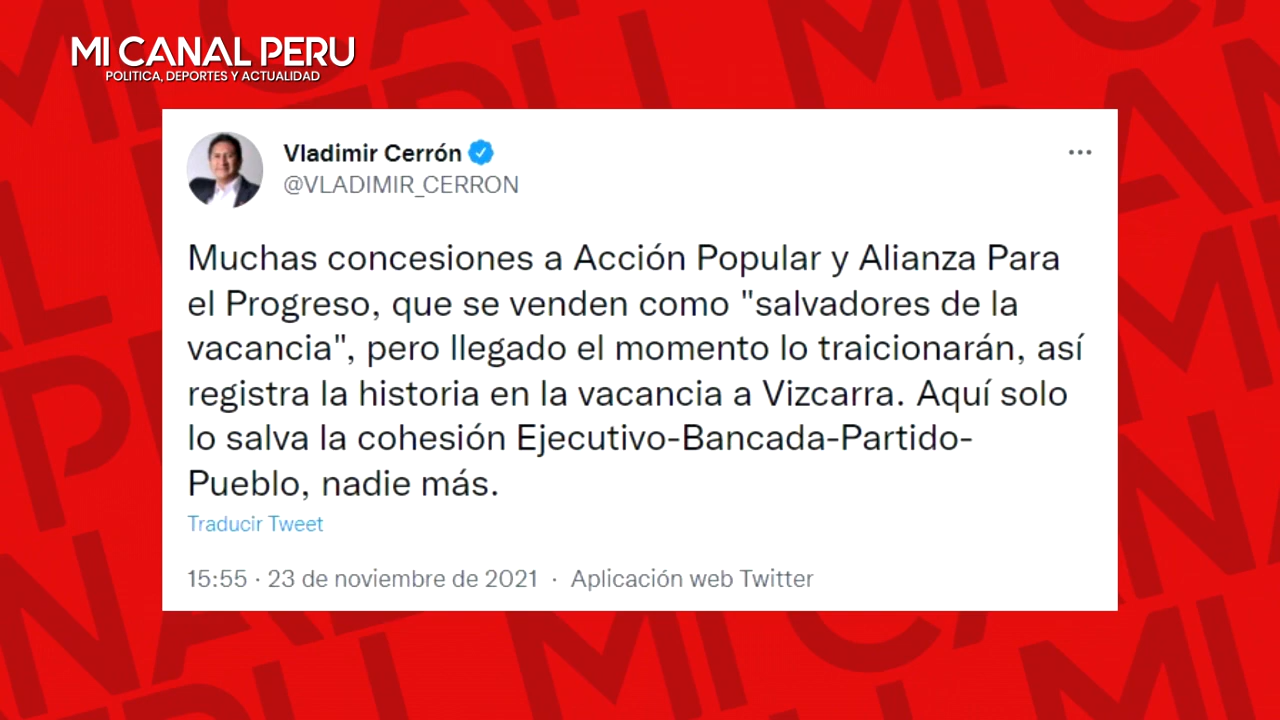 MI CANAL PERU
POLITICA, DEPORTES Y ACTUALIDAD
Vladimir Cerrón
@VLADIMIR_CERRON
Muchas concesiones a Acción Popular y Alianza Para
el Progreso, que se venden como "salvadores de la
vacancia", pero llegado el momento lo traicionarán, así
registra la historia en la vacancia a Vizcarra. Aquí solo
lo salva la cohesión Ejecutivo-Bancada-Partido-
Pueblo, nadie más.
Traducir Tweet
15:55 · 23 de noviembre de 2021 · Aplicación web Twitter